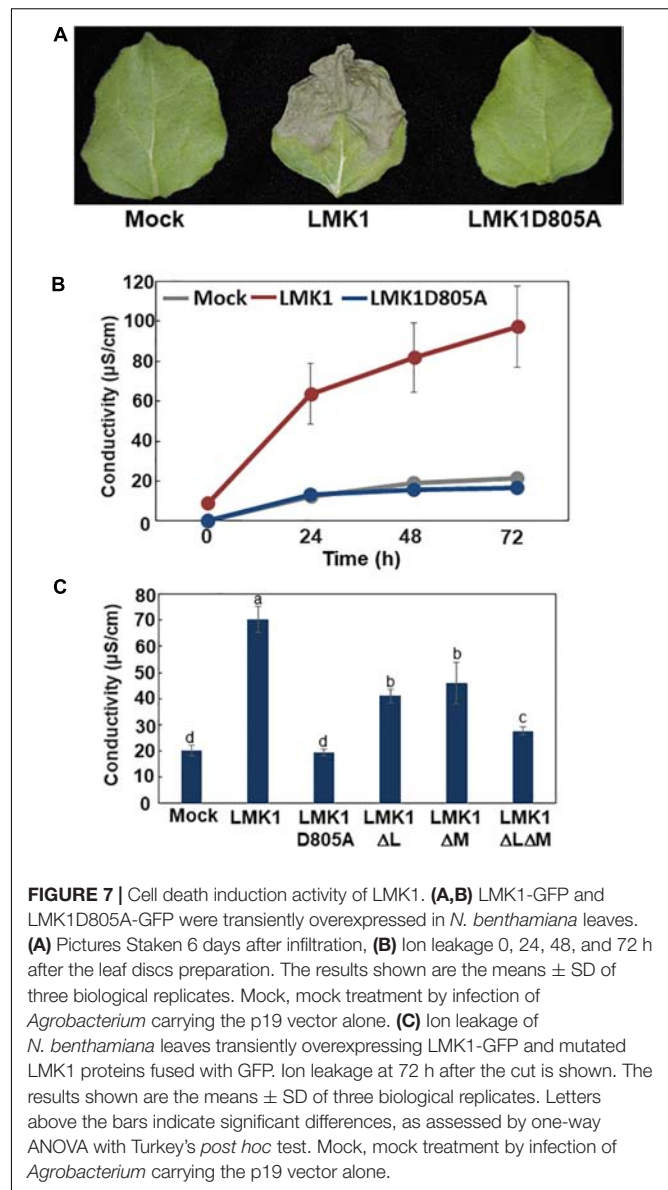 A
Mock LMK1 LMK1D805A
B
Mock LMK1 LMK1D805A
120
100
80
60
40
20
0
Conductivity (µS/cm)
0 24 48 72
Time (h)
C
80
70
60
50
40
30
20
10
0
Conductivity (µS/cm)
d a d b b c
Mock LMK1 LMK1 LMK1 LMK1 LMK1
D805A ΔL ΔM ΔLΔM
FIGURE 7 | Cell death induction activity of LMK1. (A,B) LMK1-GFP and
LMK1D805A-GFP were transiently overexpressed in N. benthamiana leaves.
(A) Pictures Staken 6 days after infiltration, (B) Ion leakage 0, 24, 48, and 72 h
after the leaf discs preparation. The results shown are the means ± SD of
three biological replicates. Mock, mock treatment by infection of
Agrobacterium carrying the p19 vector alone. (C) Ion leakage of
N. benthamiana leaves transiently overexpressing LMK1-GFP and mutated
LMK1 proteins fused with GFP. Ion leakage at 72 h after the cut is shown. The
results shown are the means ± SD of three biological replicates. Letters
above the bars indicate significant differences, as assessed by one-way
ANOVA with Turkey's post hoc test. Mock, mock treatment by infection of
Agrobacterium carrying the p19 vector alone.